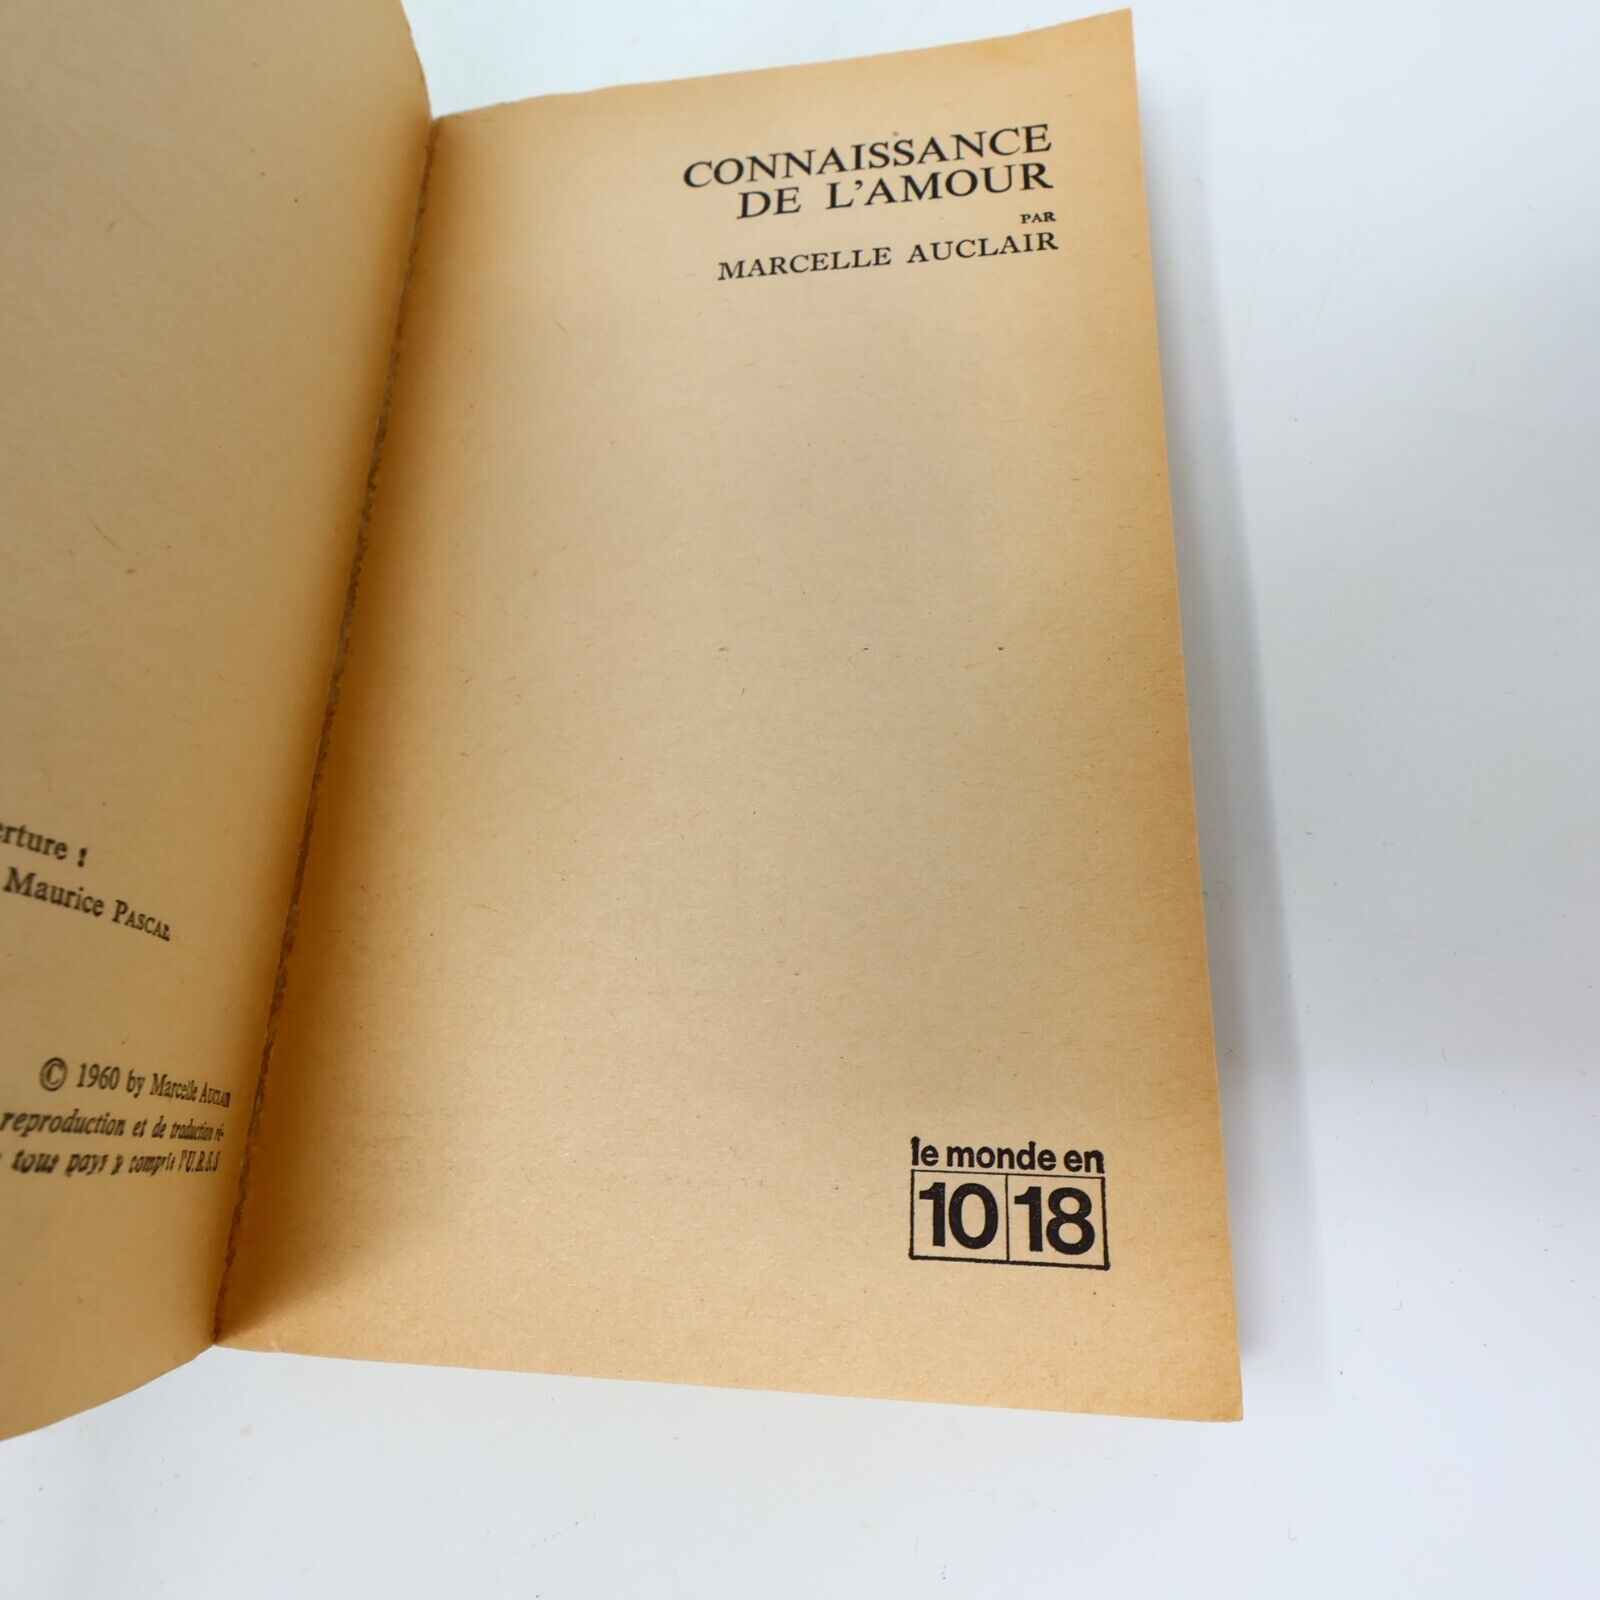 erture !
Maurice PASCAL
© 1960 by Marcelle AUCLAIR
reproduction et de traduction ré-
tous pays y compris l'U.R.S.S
CONNAISSANCE
DE L'AMOUR
PAR
MARCELLE AUCLAIR
le monde en
10 18